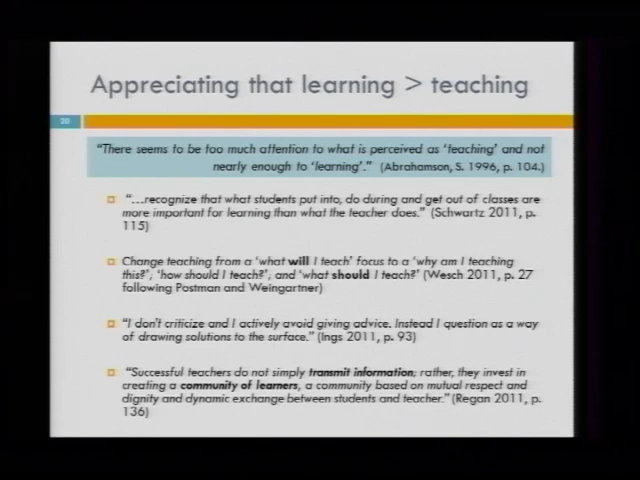 Appreciating that learning > teaching
20
"There seems to be too much attention to what is perceived as 'teaching' and not
nearly enough to 'learning'." (Abrahamson, S. 1996, p. 104.)
"…recognize that what students put into, do during and get out of classes are
more important for learning than what the teacher does." (Schwartz 2011, p.
115)
Change teaching from a 'what will I teach' focus to a 'why am I teaching
this?', 'how should I teach?', and 'what should I teach?' (Wesch 2011, p. 27
following Postman and Weingartner)
"I don't criticize and I actively avoid giving advice. Instead I question as a way
of drawing solutions to the surface." (Ings 2011, p. 93)
"Successful teachers do not simply transmit information; rather, they invest in
creating a community of learners, a community based on mutual respect and
dignity and dynamic exchange between students and teacher." (Regan 2011, p.
136)